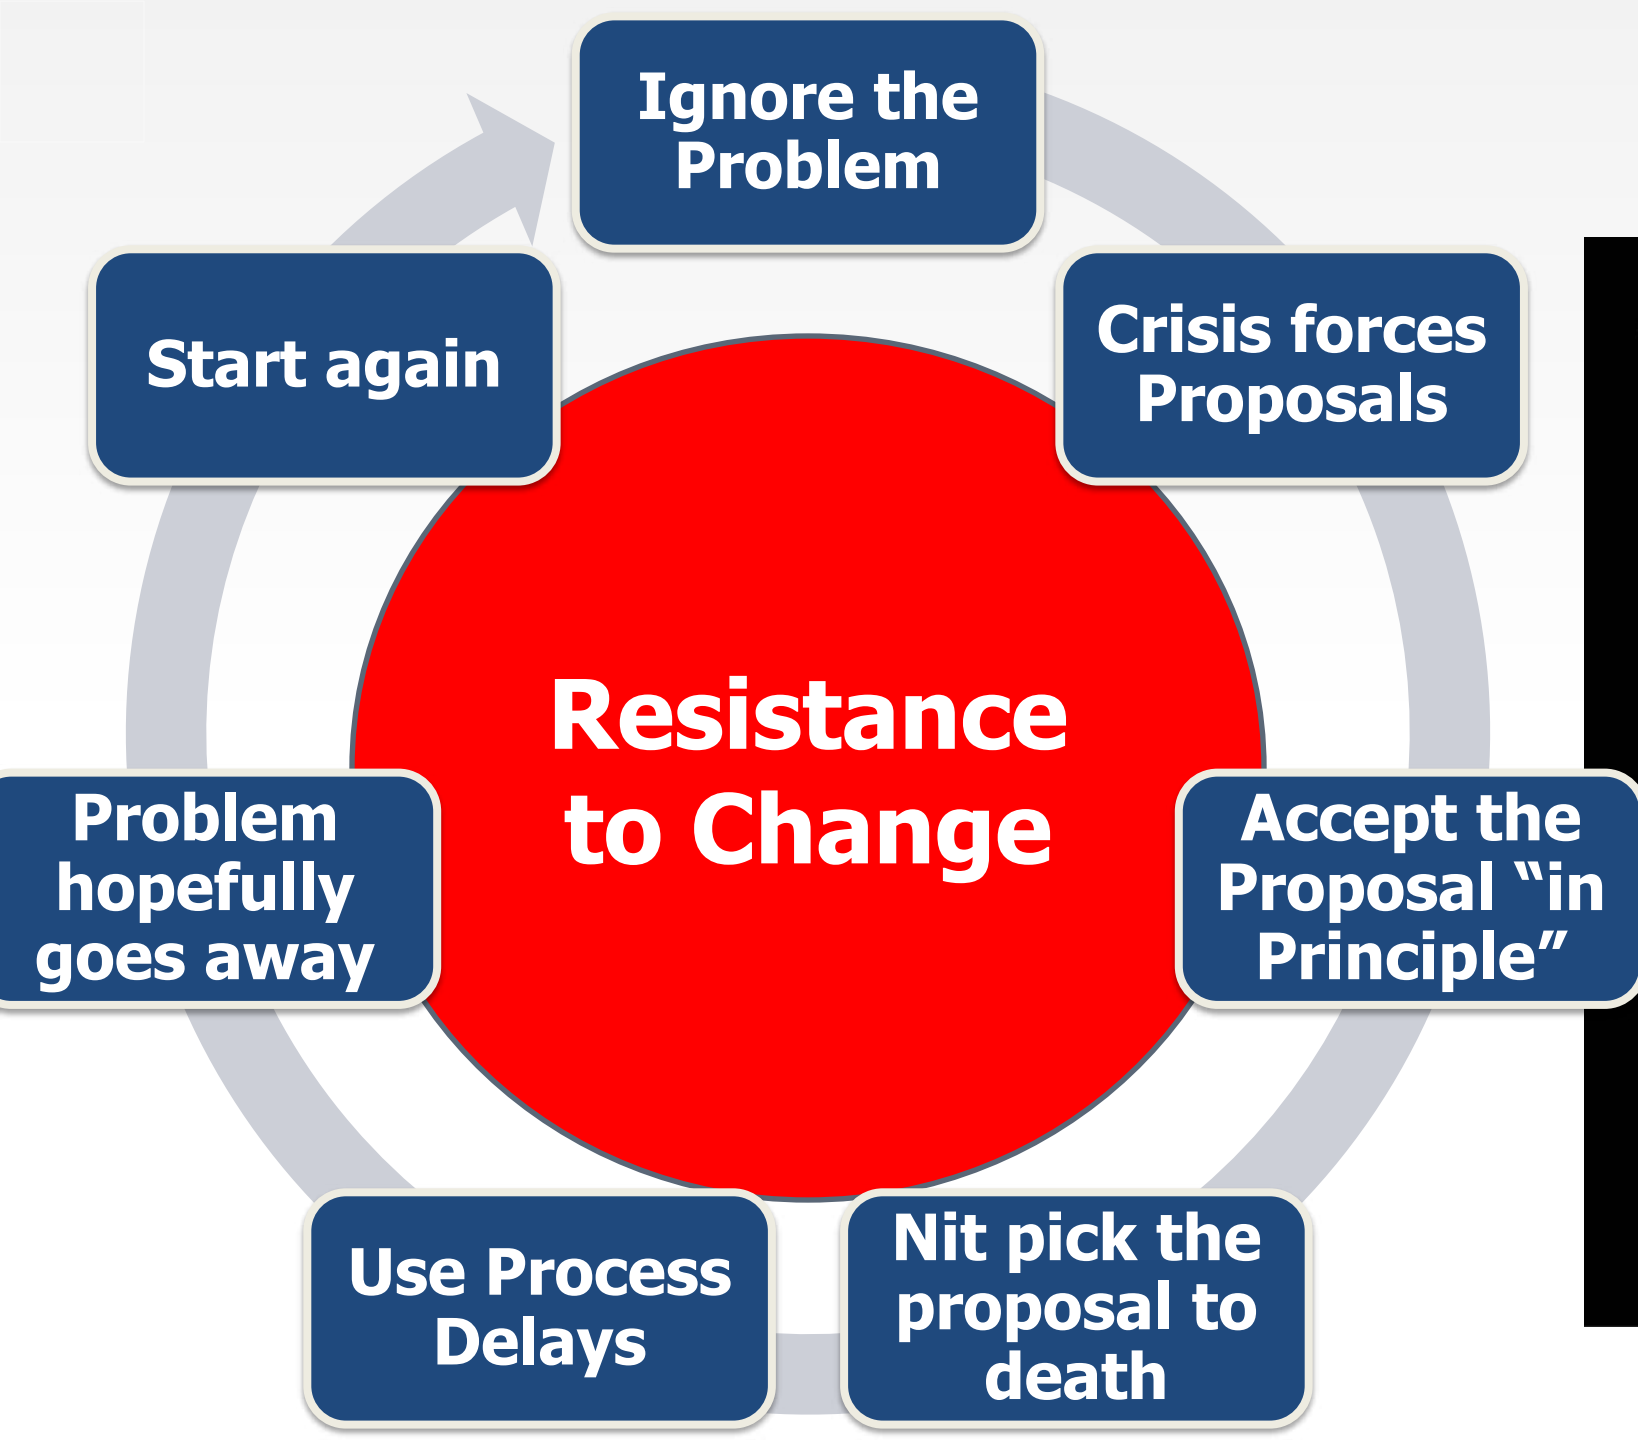 Ignore the
Problem
Crisis forces
Proposals
Accept the
Proposal “in
Principle”
Nit pick the
proposal to
death
Use Process
Delays
Problem
hopefully
goes away
Start again
Resistance
to Change